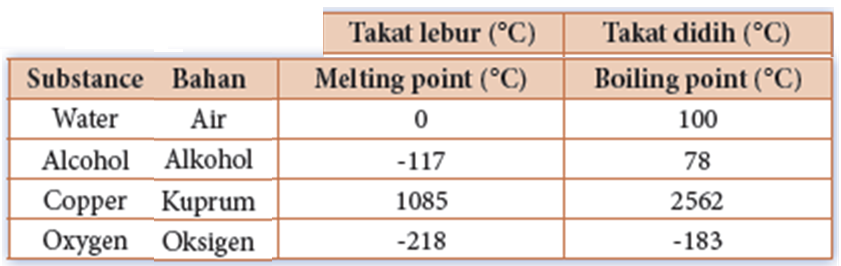 Takat lebur (°C) Takat didih (°C)
Substance Bahan Melting point (°C) Boiling point (°C)
Water Air 0 100
Alcohol Alkohol -117 78
Copper Kuprum 1085 2562
Oxygen Oksigen -218 -183